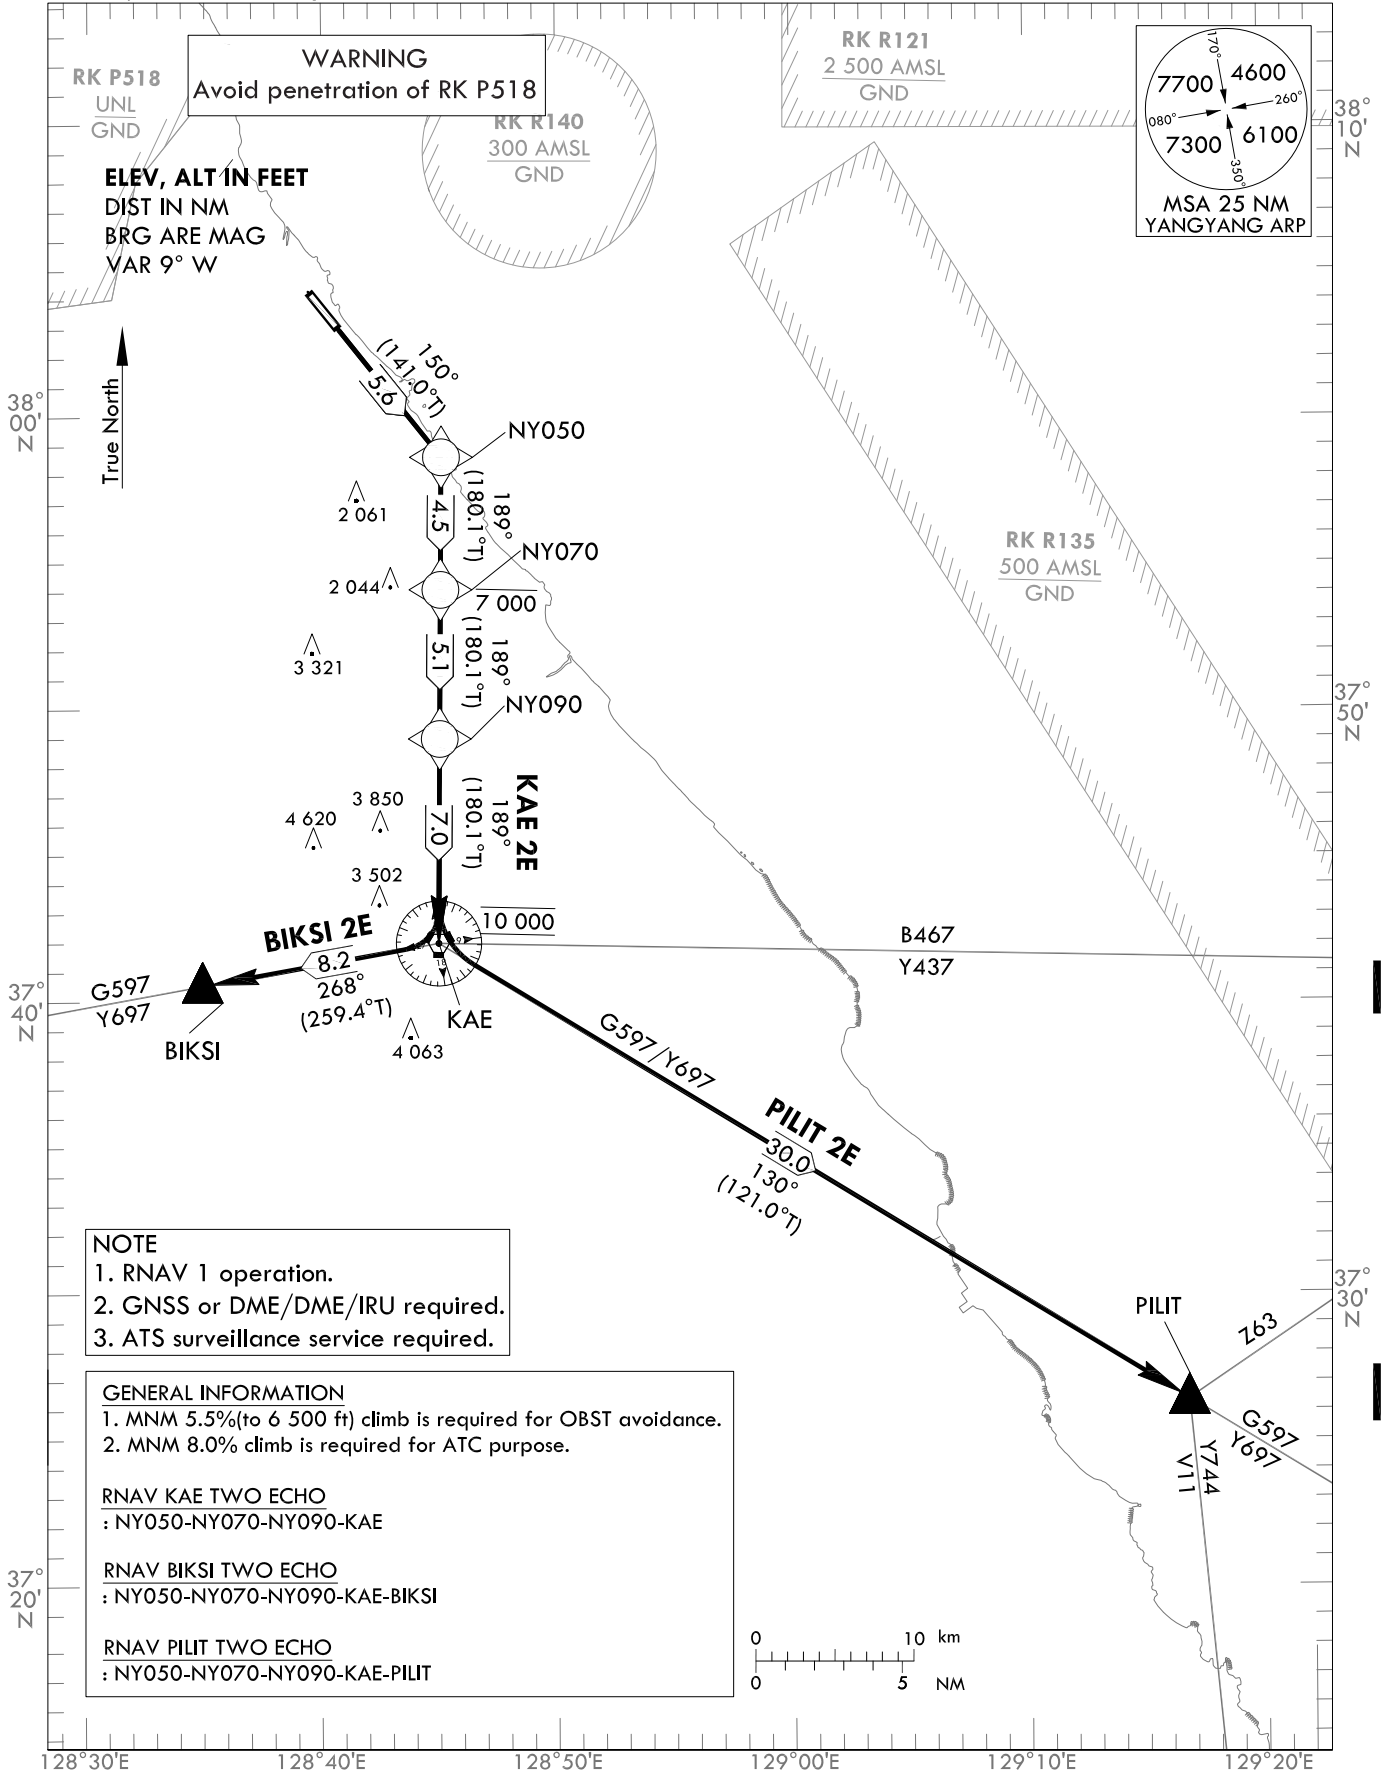 WARNING
Avoid penetration of RK P518
RK P518
UNL
GND
RK R140
300 AMSL
GND
RK R121
2 500 AMSL
GND
170°
7700
4600
260°
080°
7300
6100
350°
MSA 25 NM
YANGYANG ARP
38°
10'
N
ELEV, ALT IN FEET
DIST IN NM
BRG ARE MAG
VAR 9° W
True North
38°
00'
N
150°
(141.0°T)
5.6
NY050
189°
(180.1°T)
4.5
2 061
NY070
7 000
2 044
RK R135
500 AMSL
GND
189°
(180.1°T)
5.1
3 321
NY090
37°
50'
N
KAE 2E
189°
(180.1°T)
7.0
3 850
4 620
3 502
10 000
BIKSI 2E
8.2
268°
(259.4°T)
B467
Y437
G597
Y697
37°
40'
N
BIKSI
KAE
18
4 063
G597/Y697
PILIT 2E
30.0
130°
(121.0°T)
NOTE
1. RNAV 1 operation.
2. GNSS or DME/DME/IRU required.
3. ATS surveillance service required.
37°
30'
N
PILIT
Z63
G597
Y697
Y744
V11
GENERAL INFORMATION
1. MNM 5.5%(to 6 500 ft) climb is required for OBST avoidance.
2. MNM 8.0% climb is required for ATC purpose.
RNAV KAE TWO ECHO
: NY050-NY070-NY090-KAE
RNAV BIKSI TWO ECHO
: NY050-NY070-NY090-KAE-BIKSI
RNAV PILIT TWO ECHO
: NY050-NY070-NY090-KAE-PILIT
37°
20'
N
0 10 km
0 5 NM
128°30'E 128°40'E 128°50'E 129°00'E 129°10'E 129°20'E